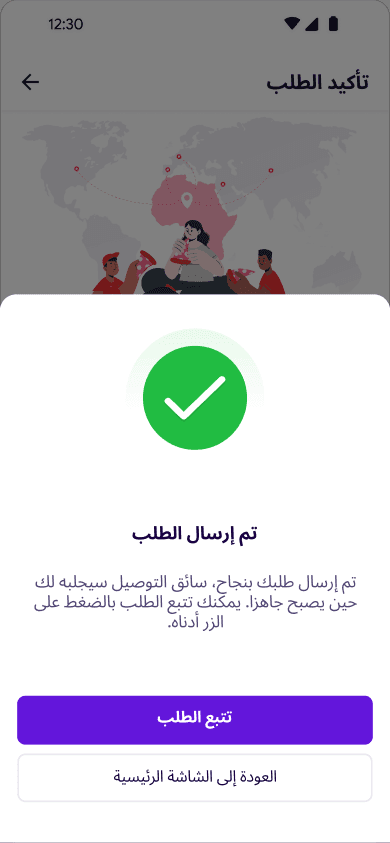 12:30
تأكيد الطلب
تم إرسال الطلب
تم إرسال طلبك بنجاح، سائق التوصيل سيجلبه لك
حين يصبح جاهزا. يمكنك تتبع الطلب بالضغط على
الزر أدناه.
تتبع الطلب
العودة إلى الشاشة الرئيسية